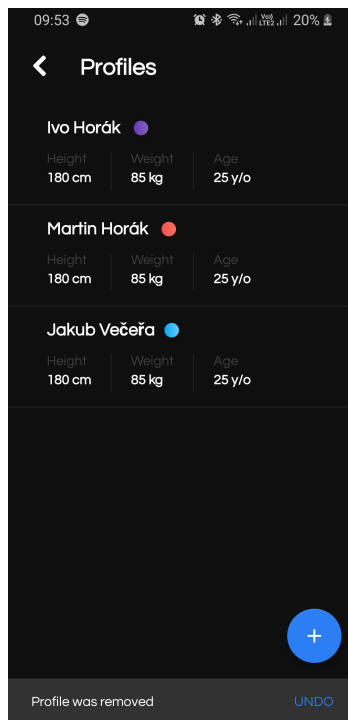 09:53 Vo)) LTE2 20%
Profiles
Ivo Horák
Height Weight Age
180 cm 85 kg 25 y/o
Martin Horák
Height Weight Age
180 cm 85 kg 25 y/o
Jakub Večeřa
Height Weight Age
180 cm 85 kg 25 y/o
+
Profile was removed UNDO